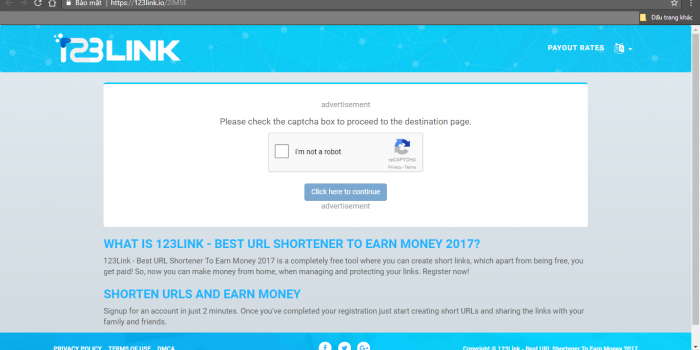 Bảo mật | https://123link.io/2IM5E
Dấu trang khác
123LINK
PAYOUT RATES
advertisement
Please check the captcha box to proceed to the destination page.
I'm not a robot
reCAPTCHA
Privacy - Terms
Click here to continue
advertisement
WHAT IS 123LINK - BEST URL SHORTENER TO EARN MONEY 2017?
123Link - Best URL Shortener To Earn Money 2017 is a completely free tool where you can create short links, which apart from being free, you
get paid! So, now you can make money from home, when managing and protecting your links. Register now!
SHORTEN URLS AND EARN MONEY
Signup for an account in just 2 minutes. Once you've completed your registration just start creating short URLs and sharing the links with your
family and friends.
PRIVACY POLICY TERMS OF USE DMCA
Copyright © 123Link - Best URL Shortener To Earn Money 2017